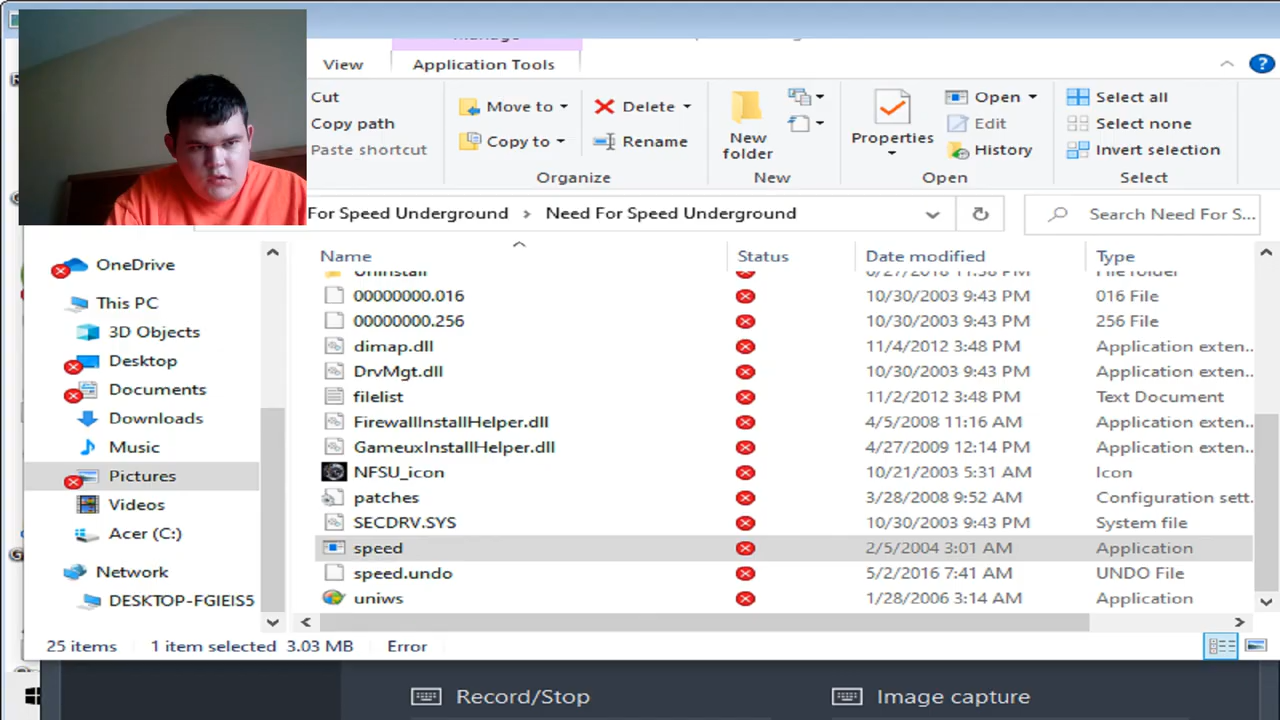 View
Application Tools
Cut
Copy path
Paste shortcut
Move to
Copy to
Delete
Rename
Organize
New folder
New
Properties
Open
Edit
History
Open
Select all
Select none
Invert selection
Select
For Speed Underground > Need For Speed Underground
Search Need For S...
OneDrive
This PC
3D Objects
Desktop
Documents
Downloads
Music
Pictures
Videos
Acer (C:)
Network
DESKTOP-FGIEIS5
Name Status Date modified Type
Uninstall 6/27/2018 11:38 PM File folder
00000000.016 10/30/2003 9:43 PM 016 File
00000000.256 10/30/2003 9:43 PM 256 File
dimap.dll 11/4/2012 3:48 PM Application exten...
DrvMgt.dll 10/30/2003 9:43 PM Application exten...
filelist 11/2/2012 3:48 PM Text Document
FirewallInstallHelper.dll 4/5/2008 11:16 AM Application exten...
GameuxInstallHelper.dll 4/27/2009 12:14 PM Application exten...
NFSU_icon 10/21/2003 5:31 AM Icon
patches 3/28/2008 9:52 AM Configuration sett...
SECDRV.SYS 10/30/2003 9:43 PM System file
speed 2/5/2004 3:01 AM Application
speed.undo 5/2/2016 7:41 AM UNDO File
uniws 1/28/2006 3:14 AM Application
25 items 1 item selected 3.03 MB Error
Record/Stop
Image capture